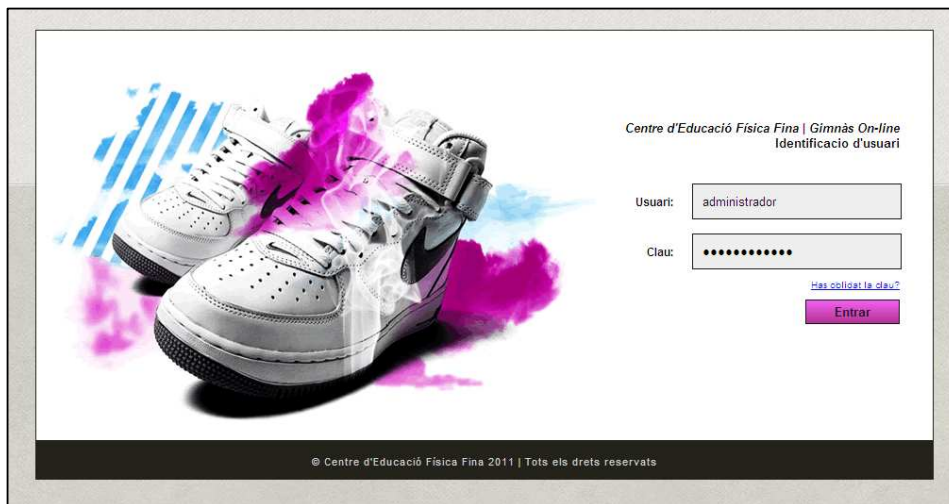 Centre d'Educació Física Fina | Gimnàs On-line
Identificacio d'usuari
Usuari: administrador
Clau: ●●●●●●●●●●●●
Has oblidat la clau?
Entrar
© Centre d'Educació Física Fina 2011 | Tots els drets reservats